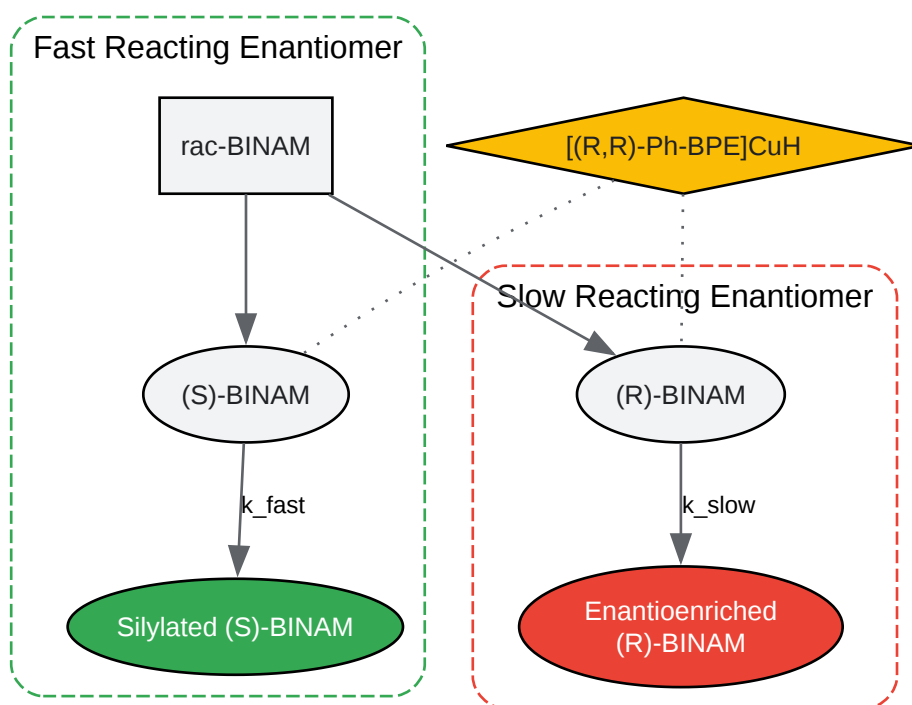 Fast Reacting Enantiomer
rac-BINAM
[(R,R)-Ph-BPE]CuH
Slow Reacting Enantiomer
(S)-BINAM
(R)-BINAM
k_fast
k_slow
Silylated (S)-BINAM
Enantioenriched
(R)-BINAM